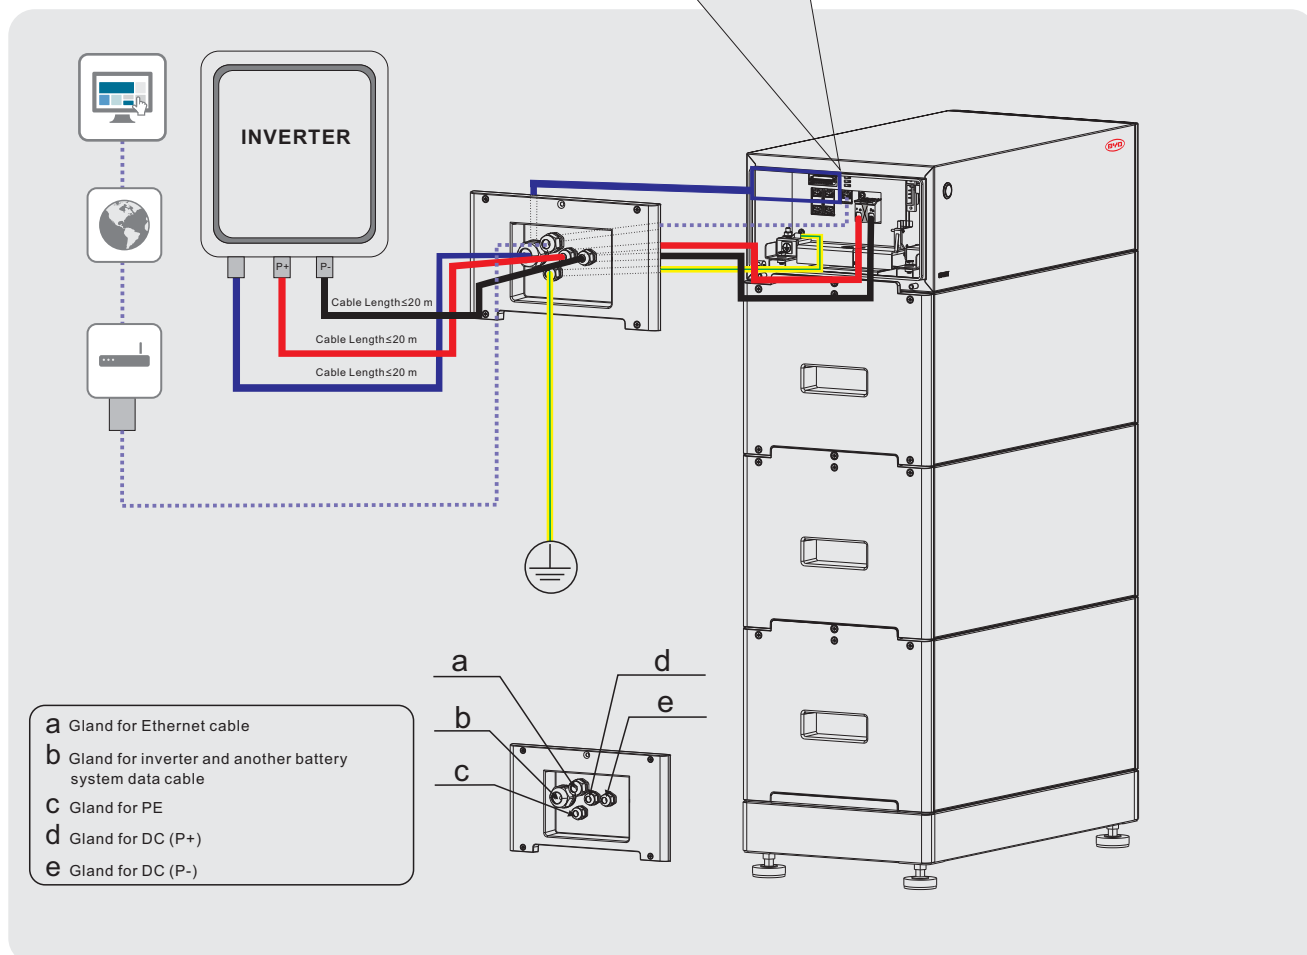 INVERTER
BYD
P+
P-
Cable Length≤20 m
Cable Length≤20 m
Cable Length≤20 m
a
b
c
d
e
a Gland for Ethernet cable
b Gland for inverter and another battery
system data cable
c Gland for PE
d Gland for DC (P+)
e Gland for DC (P-)